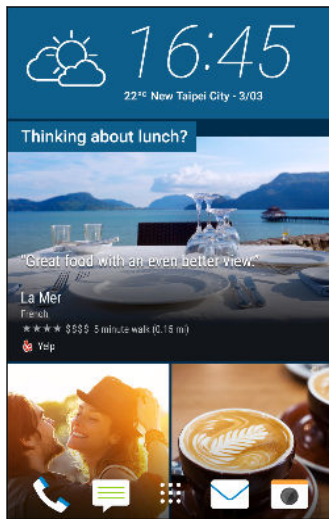 16:45
22°C New Taipei City - 3/03
Thinking about lunch?
"Great food with an even better view."
La Mer
French
★★★★ $$$$ 5 minute walk (0.15 mi)
Yelp